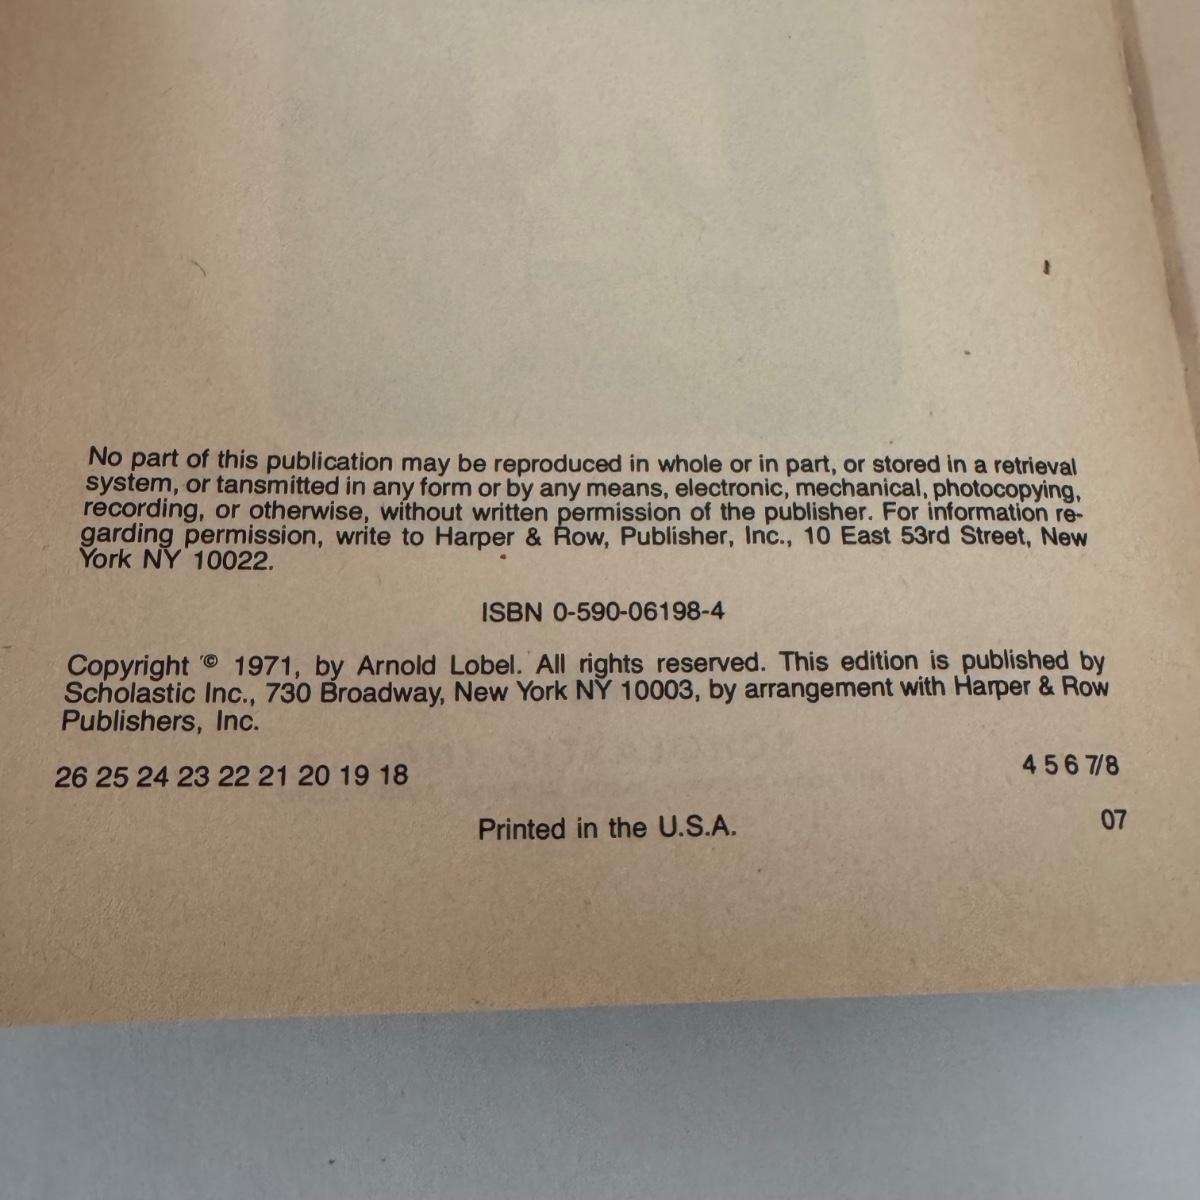 No part of this publication may be reproduced in whole or in part, or stored in a retrieval
system, or tansmitted in any form or by any means, electronic, mechanical, photocopying,
recording, or otherwise, without written permission of the publisher. For information re-
garding permission, write to Harper & Row, Publisher, Inc., 10 East 53rd Street, New
York NY 10022.
ISBN 0-590-06198-4
Copyright © 1971, by Arnold Lobel. All rights reserved. This edition is published by
Scholastic Inc., 730 Broadway, New York NY 10003, by arrangement with Harper & Row
Publishers, Inc.
26 25 24 23 22 21 20 19 18 4 5 6 7/8
Printed in the U.S.A. 07